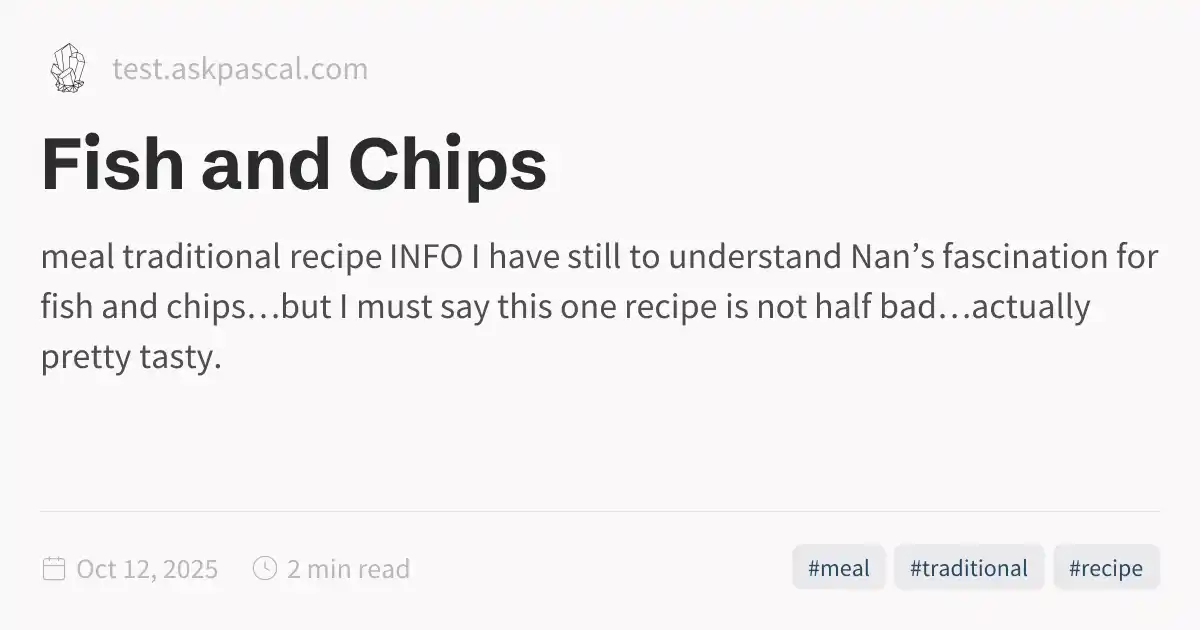 test.askpascal.com
Fish and Chips
meal traditional recipe INFO I have still to understand Nan’s fascination for
fish and chips…but I must say this one recipe is not half bad…actually
pretty tasty.
Oct 12, 2025 2 min read #meal #traditional #recipe